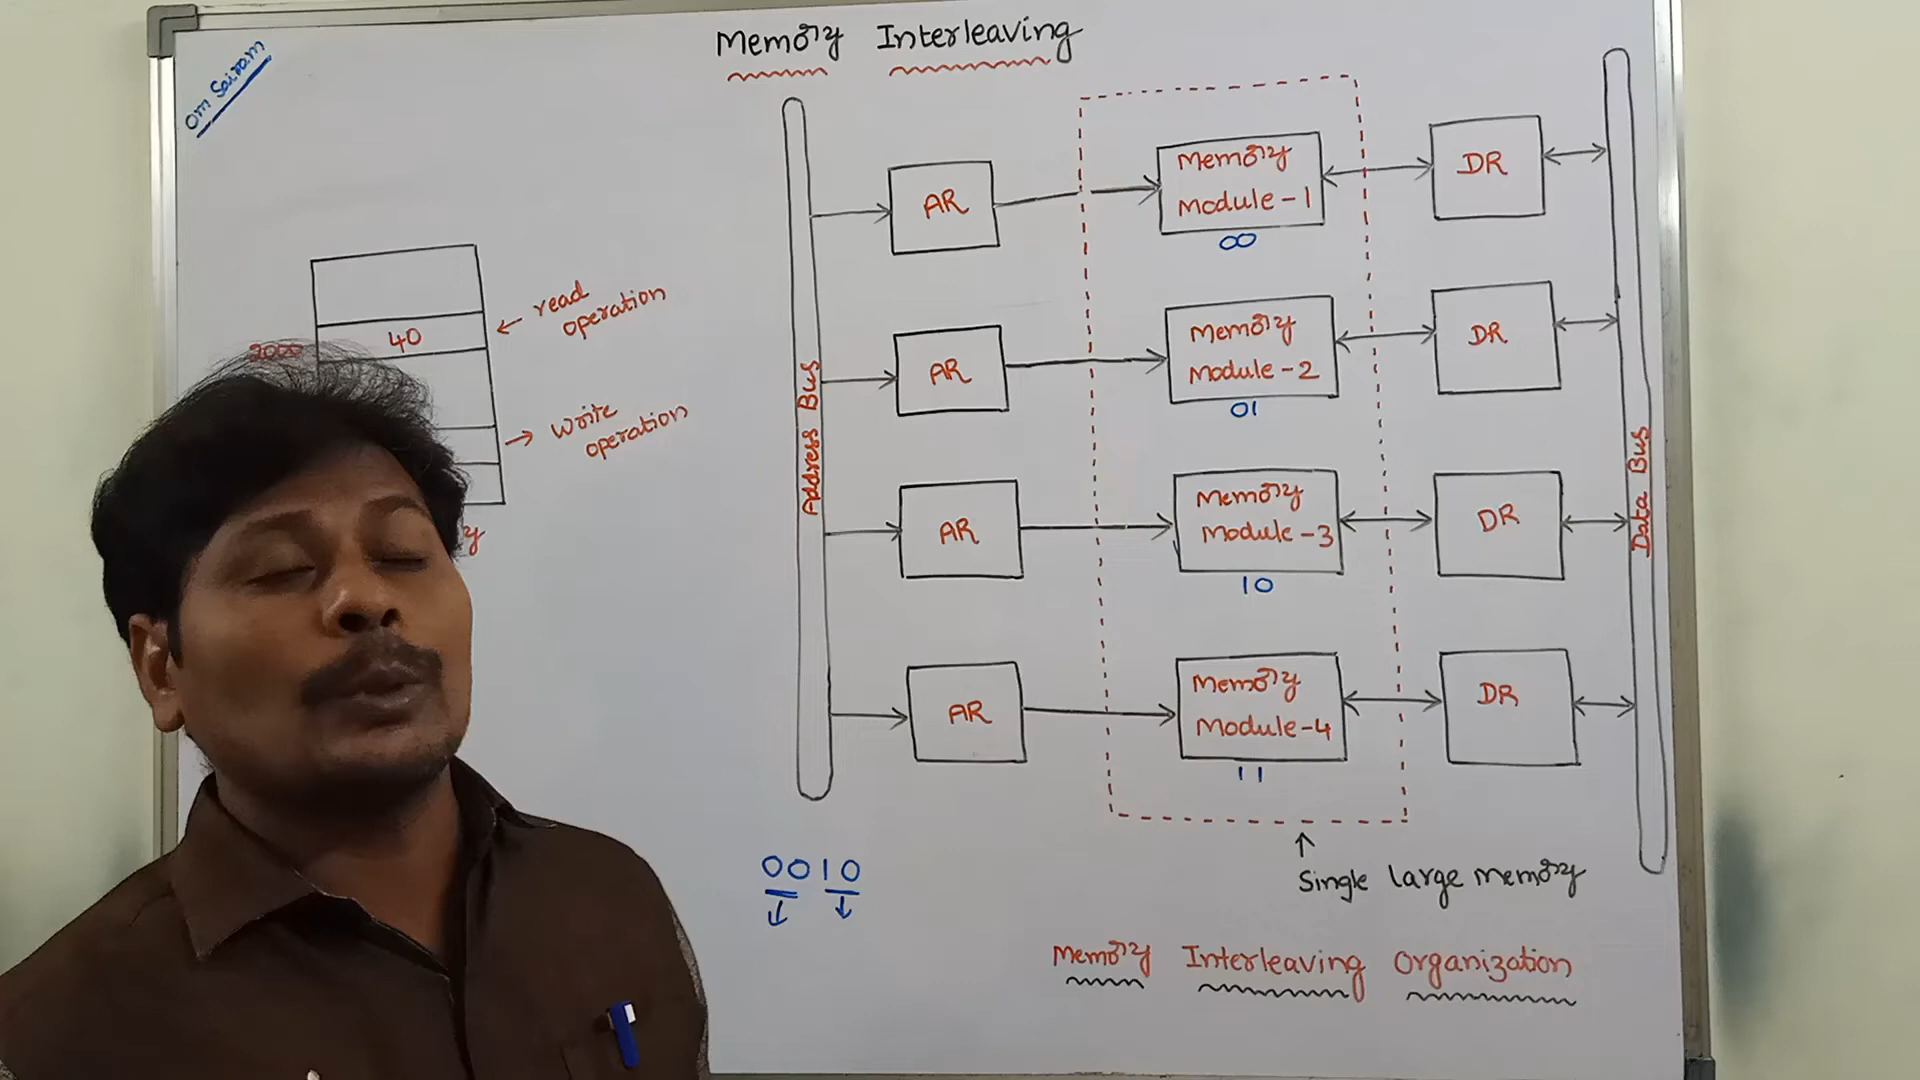 Om Sairam
Memory Interleaving
40
2000
read
operation
write
operation
y
Address Bus
AR
Memory
Module-1
00
DR
AR
Memory
Module-2
01
DR
AR
Memory
Module-3
10
DR
AR
Memory
Module-4
11
DR
Data Bus
0010
Single large memory
Memory Interleaving Organization